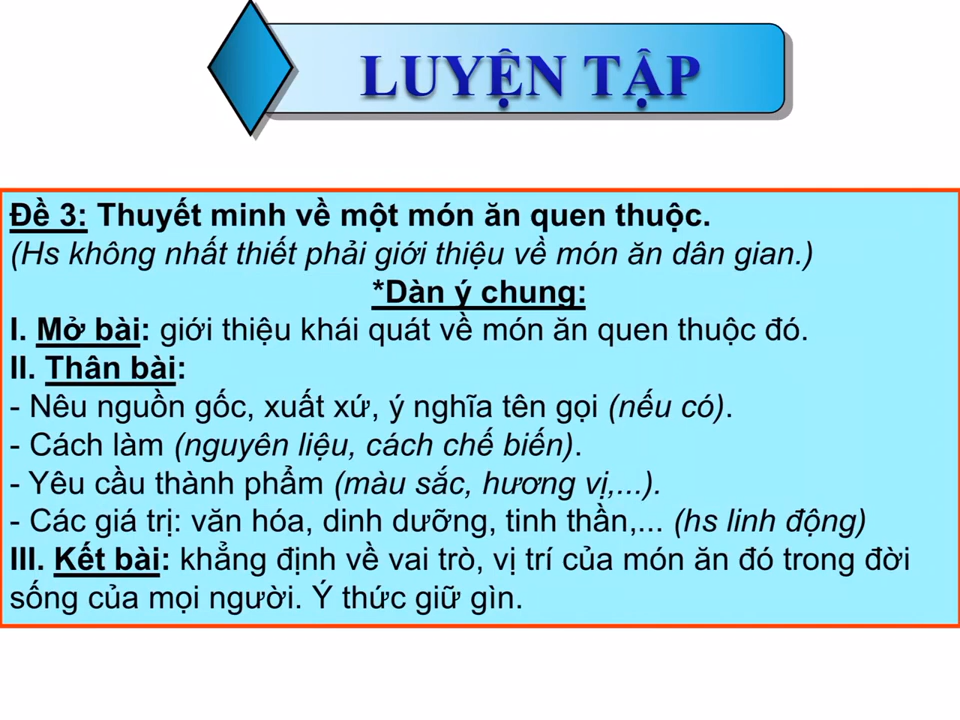 LUYỆN TẬP
Đề 3: Thuyết minh về một món ăn quen thuộc.
(Hs không nhất thiết phải giới thiệu về món ăn dân gian.)
*Dàn ý chung:
I. Mở bài: giới thiệu khái quát về món ăn quen thuộc đó.
II. Thân bài:
- Nêu nguồn gốc, xuất xứ, ý nghĩa tên gọi (nếu có).
- Cách làm (nguyên liệu, cách chế biến).
- Yêu cầu thành phẩm (màu sắc, hương vị,...).
- Các giá trị: văn hóa, dinh dưỡng, tinh thần,... (hs linh động)
III. Kết bài: khẳng định về vai trò, vị trí của món ăn đó trong đời
sống của mọi người. Ý thức giữ gìn.